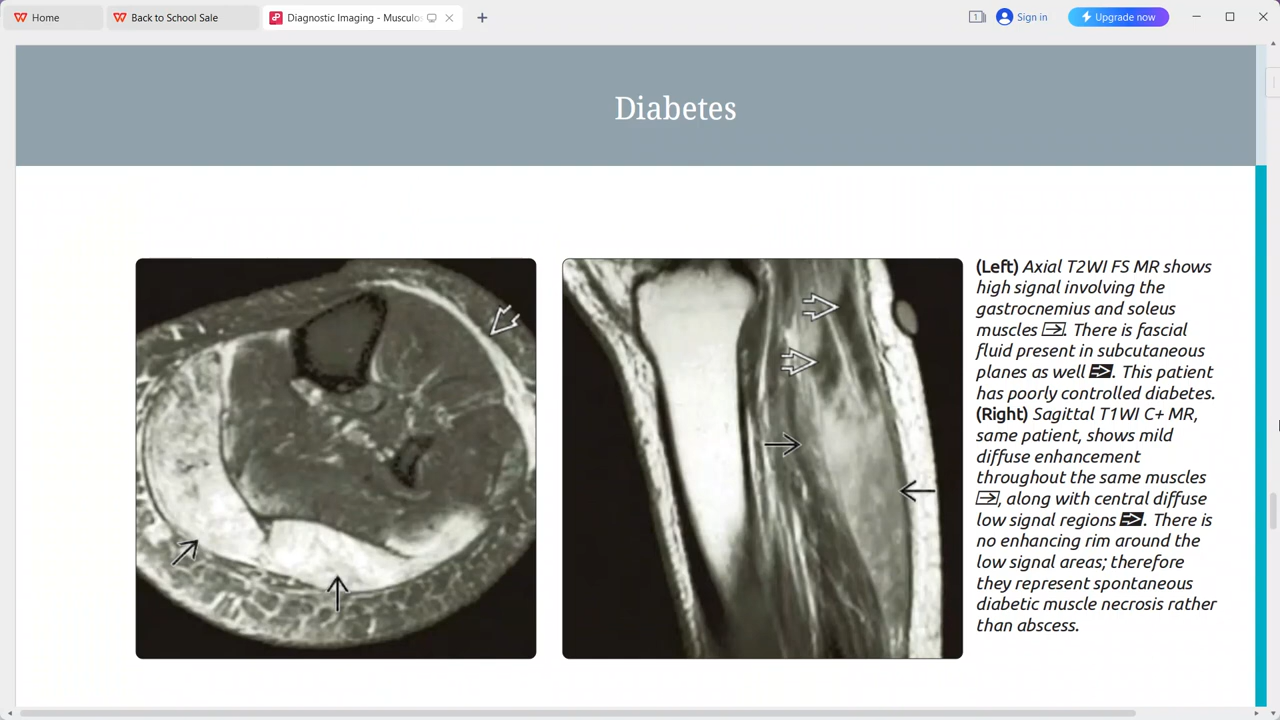 Home
Back to School Sale
Diagnostic Imaging - Musculo
1
Sign in
Upgrade now
Diabetes
(Left) Axial T2WI FS MR shows
high signal involving the
gastrocnemius and soleus
muscles. There is fascial
fluid present in subcutaneous
planes as well. This patient
has poorly controlled diabetes.
(Right) Sagittal T1WI C+ MR,
same patient, shows mild
diffuse enhancement
throughout the same muscles
, along with central diffuse
low signal regions. There is
no enhancing rim around the
low signal areas; therefore
they represent spontaneous
diabetic muscle necrosis rather
than abscess.